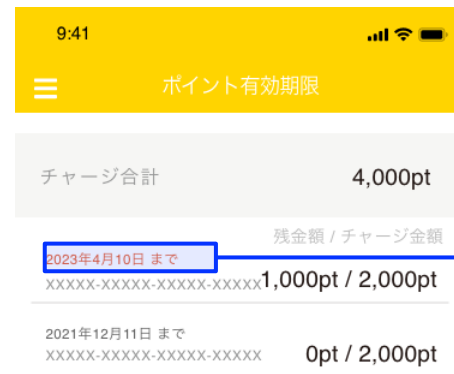 9:41
ポイント有効期限
チャージ合計 4,000pt
残金額 / チャージ金額
2023年4月10日 まで
XXXXX-XXXXX-XXXXX-XXXXX 1,000pt / 2,000pt
2021年12月11日 まで
XXXXX-XXXXX-XXXXX-XXXXX 0pt / 2,000pt